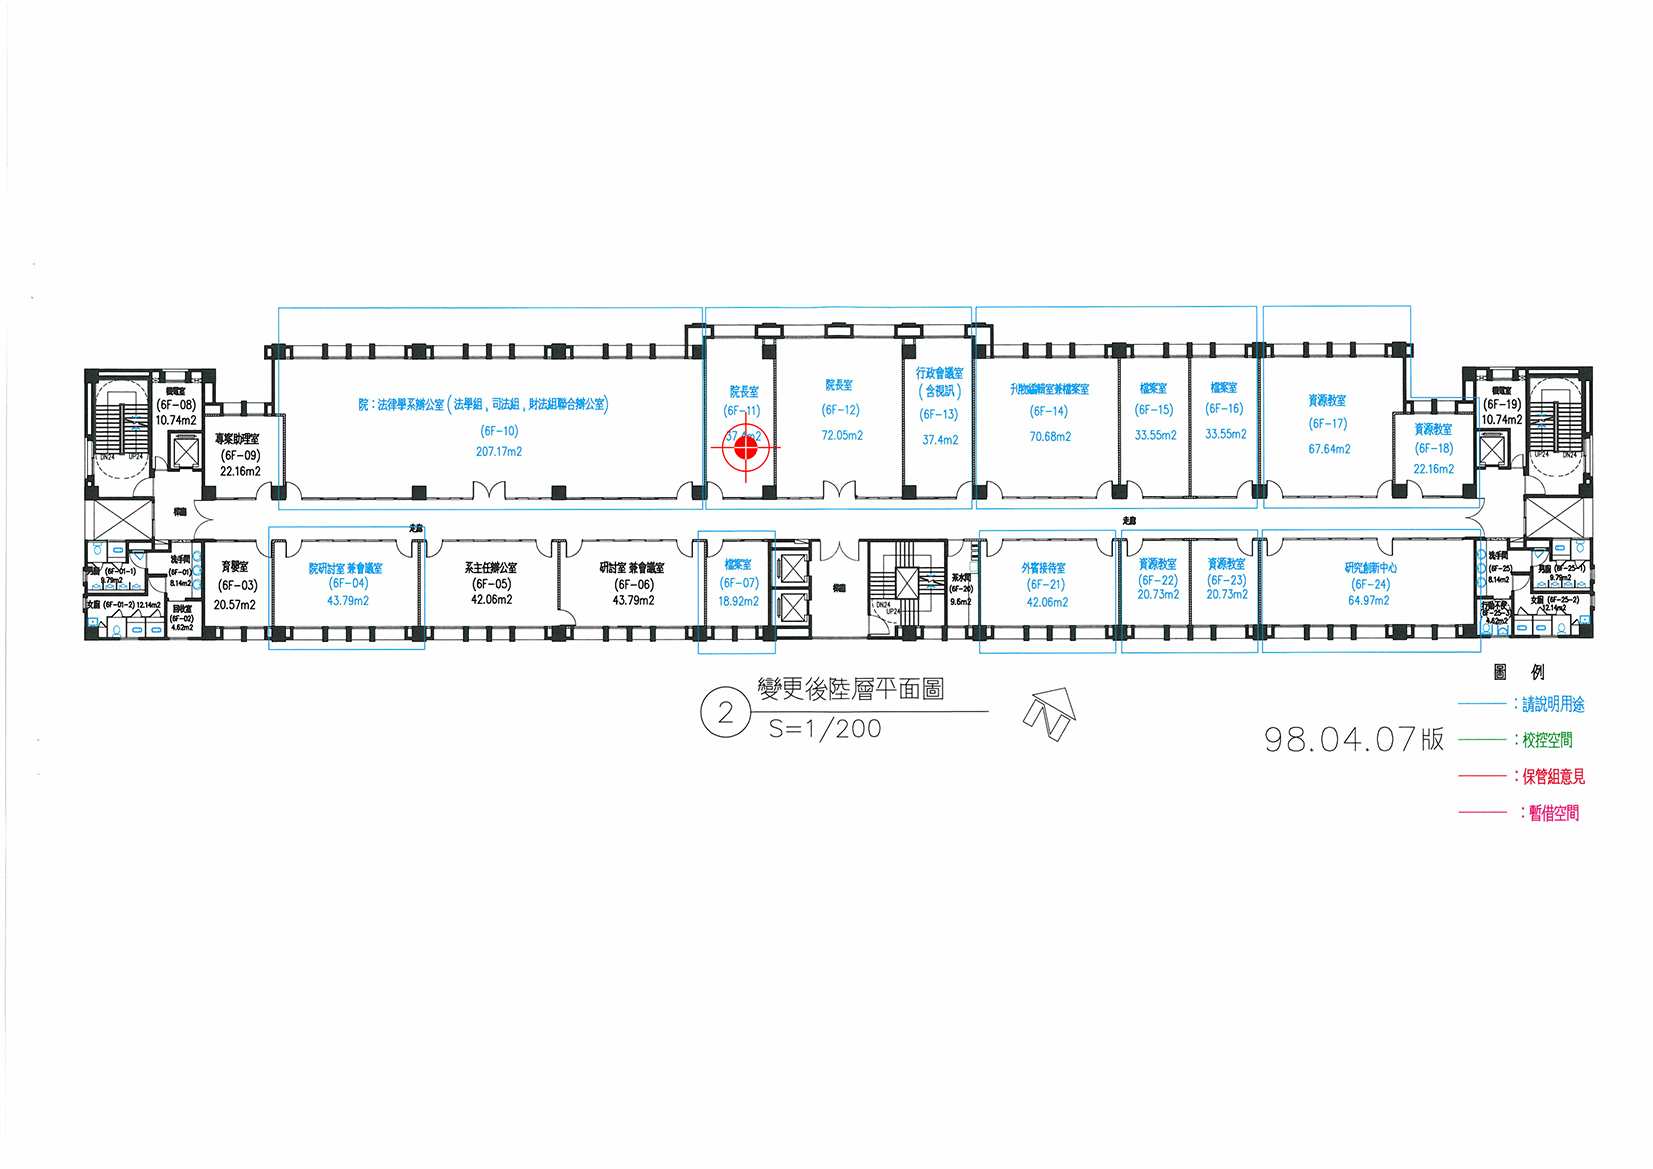 機電室
(6F-08)
10.74m2
專案助理室
(6F-09)
22.16m2
院：法律學系辦公室(法學組,司法組,財法組聯合辦公室)
(6F-10)
207.17m2
院長室
(6F-11)
院長室
(6F-12)
72.05m2
行政會議室
(含視訊)
(6F-13)
37.4m2
刊物編輯室兼檔案室
(6F-14)
70.68m2
檔案室
(6F-15)
33.55m2
檔案室
(6F-16)
33.55m2
資源教室
(6F-17)
67.64m2
資源教室
(6F-18)
22.16m2
機電室
(6F-19)
10.74m2
DN24
UP24
UP24
DN24
梯廳
走廊
走廊
男廁 (6F-01-1)
9.79m2
女廁 (6F-01-2) 12.14m2
洗手間
(6F-01)
8.14m2
回收室
(6F-02)
4.62m2
育嬰室
(6F-03)
20.57m2
院研討室 兼會議室
(6F-04)
43.79m2
系主任辦公室
(6F-05)
42.06m2
研討室 兼會議室
(6F-06)
43.79m2
檔案室
(6F-07)
18.92m2
梯廳
DN24
UP24
茶水間
(6F-20)
9.6m2
外賓接待室
(6F-21)
42.06m2
資源教室
(6F-22)
20.73m2
資源教室
(6F-23)
20.73m2
研究創新中心
(6F-24)
64.97m2
洗手間
(6F-25)
8.14m2
男廁 (6F-25-1)
9.79m2
女廁 (6F-25-2)
12.14m2
(6F-25-3)
4.62m2
2
變更後陸層平面圖
S=1/200
N
98.04.07版
圖 例
：請說明用途
：校控空間
：保管組意見
：暫借空間